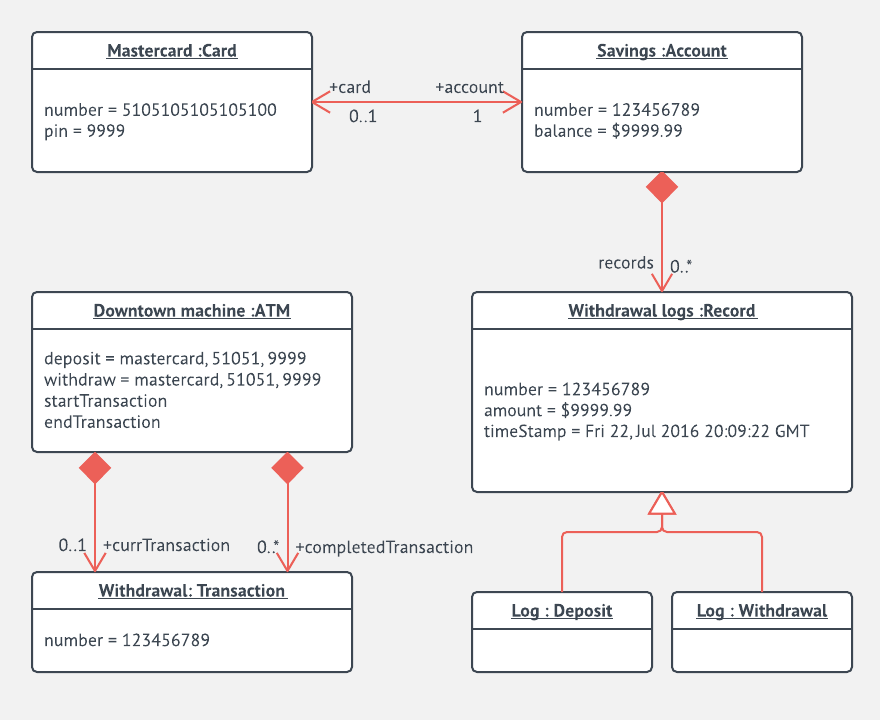 Mastercard :Card
number = 5105105105105100
pin = 9999
+card
+account
0..1
1
Savings :Account
number = 123456789
balance = $9999.99
records
0..*
Downtown machine :ATM
deposit = mastercard, 51051, 9999
withdraw = mastercard, 51051, 9999
startTransaction
endTransaction
Withdrawal logs :Record
number = 123456789
amount = $9999.99
timeStamp = Fri 22, Jul 2016 20:09:22 GMT
0..1
+currTransaction
0..*
+completedTransaction
Withdrawal: Transaction
number = 123456789
Log : Deposit
Log : Withdrawal